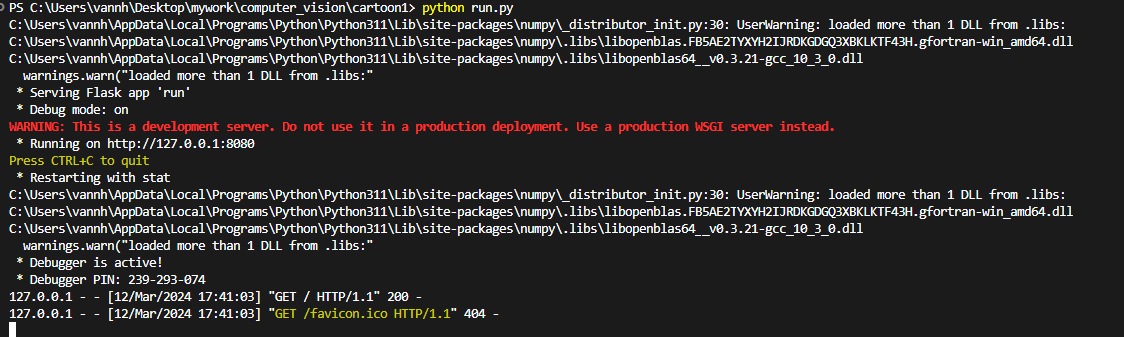 PS C:\Users\vannh\Desktop\mywork\computer_vision\cartoon1> python run.py
C:\Users\vannh\AppData\Local\Programs\Python\Python311\Lib\site-packages\numpy\_distributor_init.py:30: UserWarning: loaded more than 1 DLL from .libs:
C:\Users\vannh\AppData\Local\Programs\Python\Python311\Lib\site-packages\numpy\.libs\libopenblas.FB5AE2TYXYH2IJRDKGDGQ3XBKLKTF43H.gfortran-win_amd64.dll
C:\Users\vannh\AppData\Local\Programs\Python\Python311\Lib\site-packages\numpy\.libs\libopenblas64__v0.3.21-gcc_10_3_0.dll
  warnings.warn("loaded more than 1 DLL from .libs:"
 * Serving Flask app 'run'
 * Debug mode: on
WARNING: This is a development server. Do not use it in a production deployment. Use a production WSGI server instead.
 * Running on http://127.0.0.1:8080
Press CTRL+C to quit
 * Restarting with stat
C:\Users\vannh\AppData\Local\Programs\Python\Python311\Lib\site-packages\numpy\_distributor_init.py:30: UserWarning: loaded more than 1 DLL from .libs:
C:\Users\vannh\AppData\Local\Programs\Python\Python311\Lib\site-packages\numpy\.libs\libopenblas.FB5AE2TYXYH2IJRDKGDGQ3XBKLKTF43H.gfortran-win_amd64.dll
C:\Users\vannh\AppData\Local\Programs\Python\Python311\Lib\site-packages\numpy\.libs\libopenblas64__v0.3.21-gcc_10_3_0.dll
  warnings.warn("loaded more than 1 DLL from .libs:"
 * Debugger is active!
 * Debugger PIN: 239-293-074
127.0.0.1 - - [12/Mar/2024 17:41:03] "GET / HTTP/1.1" 200 -
127.0.0.1 - - [12/Mar/2024 17:41:03] "GET /favicon.ico HTTP/1.1" 404 -